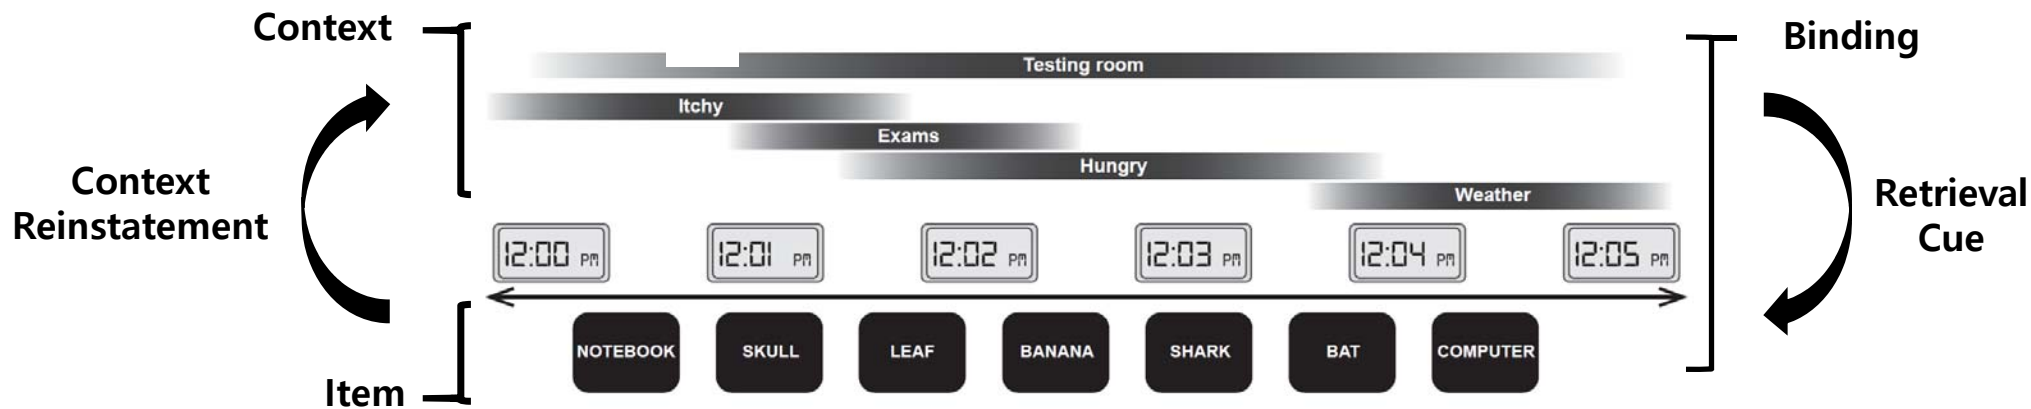 Context
Binding
Testing room
Itchy
Exams
Hungry
Weather
Context
Reinstatement
Retrieval
Cue
12:00 PM
12:01 PM
12:02 PM
12:03 PM
12:04 PM
12:05 PM
NOTEBOOK
SKULL
LEAF
BANANA
SHARK
BAT
COMPUTER
Item